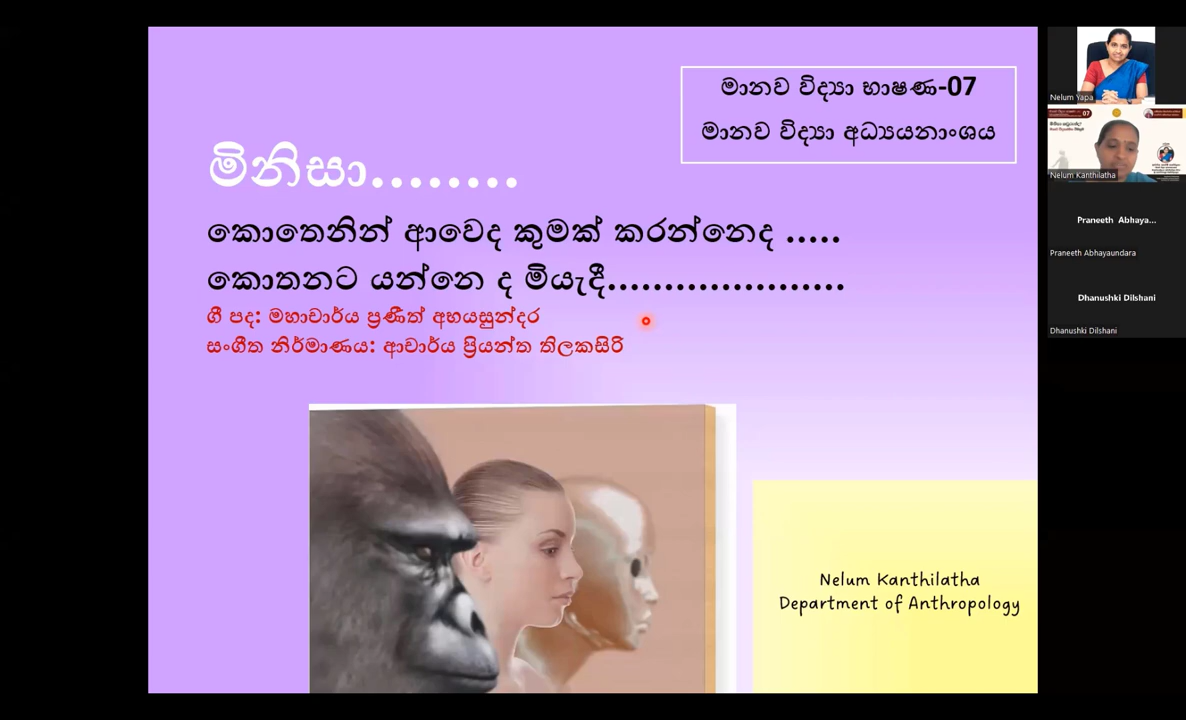 මානව විද්‍යා භාෂණ-07
මානව විද්‍යා අධ්‍යයනාංශය
මිනිසා........
කොතෙනින් ආවෙද කුමක් කරන්නෙද .....
කොතනට යන්නෙ ද මියැදී.....................
ගී පද: මහාචාර්ය ප්‍රණීත් අභයසුන්දර
සංගීත නිර්මාණය: ආචාර්ය ප්‍රියන්ත තිලකසිරි
Nelum Kanthilatha
Department of Anthropology
Nelum Yapa
07
Nelum Kanthilatha
Praneeth Abhaya...
Praneeth Abhayaundara
Dhanushki Dilshani
Dhanushki Dilshani